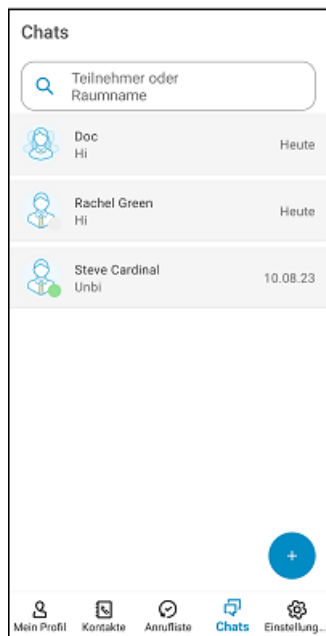 Chats
Teilnehmer oder
Raumname
Doc
Hi
Heute
Rachel Green
Hi
Heute
Steve Cardinal
Unbi
10.08.23
+
Mein Profil
Kontakte
Anrufliste
Chats
Einstellung...